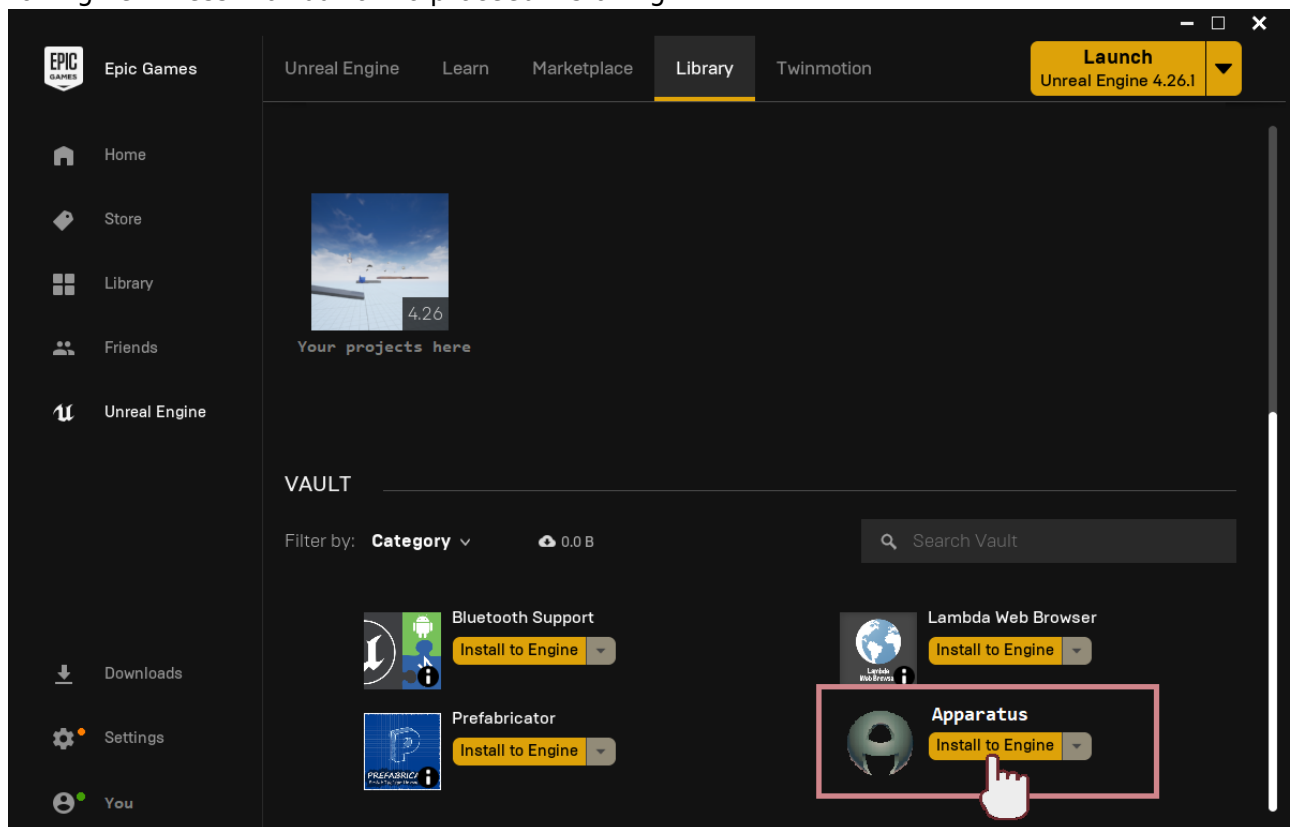 EPIC
GAMES
Epic Games
Unreal Engine
Learn
Marketplace
Library
Twinmotion
Launch
Unreal Engine 4.26.1
Home
Store
Library
Friends
Unreal Engine
4.26
Your projects here
VAULT
Filter by: Category
0.0 B
Search Vault
Bluetooth Support
Install to Engine
Lambda Web Browser
Install to Engine
Prefabricator
Install to Engine
Apparatus
Install to Engine
Downloads
Settings
You